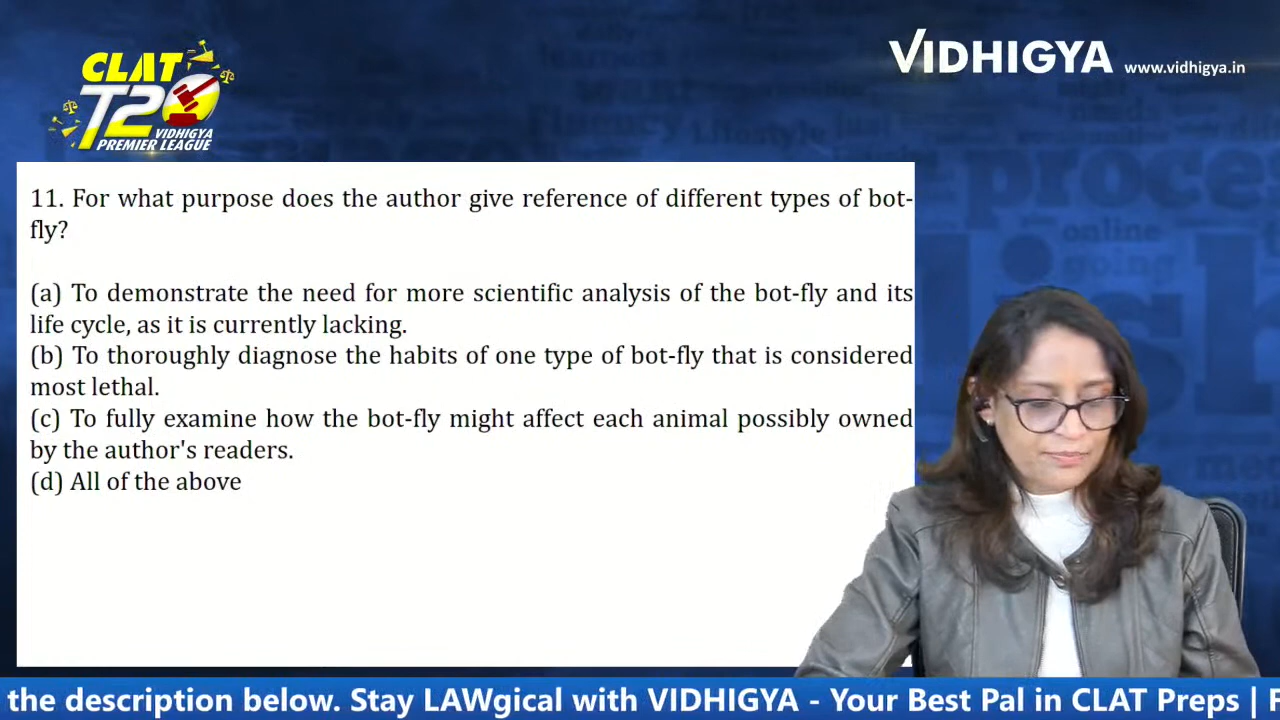 CLAT
T20
VIDHIGYA
PREMIER LEAGUE
VIDHIGYA www.vidhigya.in
11. For what purpose does the author give reference of different types of bot-
fly?
(a) To demonstrate the need for more scientific analysis of the bot-fly and its
life cycle, as it is currently lacking.
(b) To thoroughly diagnose the habits of one type of bot-fly that is considered
most lethal.
(c) To fully examine how the bot-fly might affect each animal possibly owned
by the author's readers.
(d) All of the above
process
online
going
the description below. Stay LAWgical with VIDHIGYA - Your Best Pal in CLAT Preps |